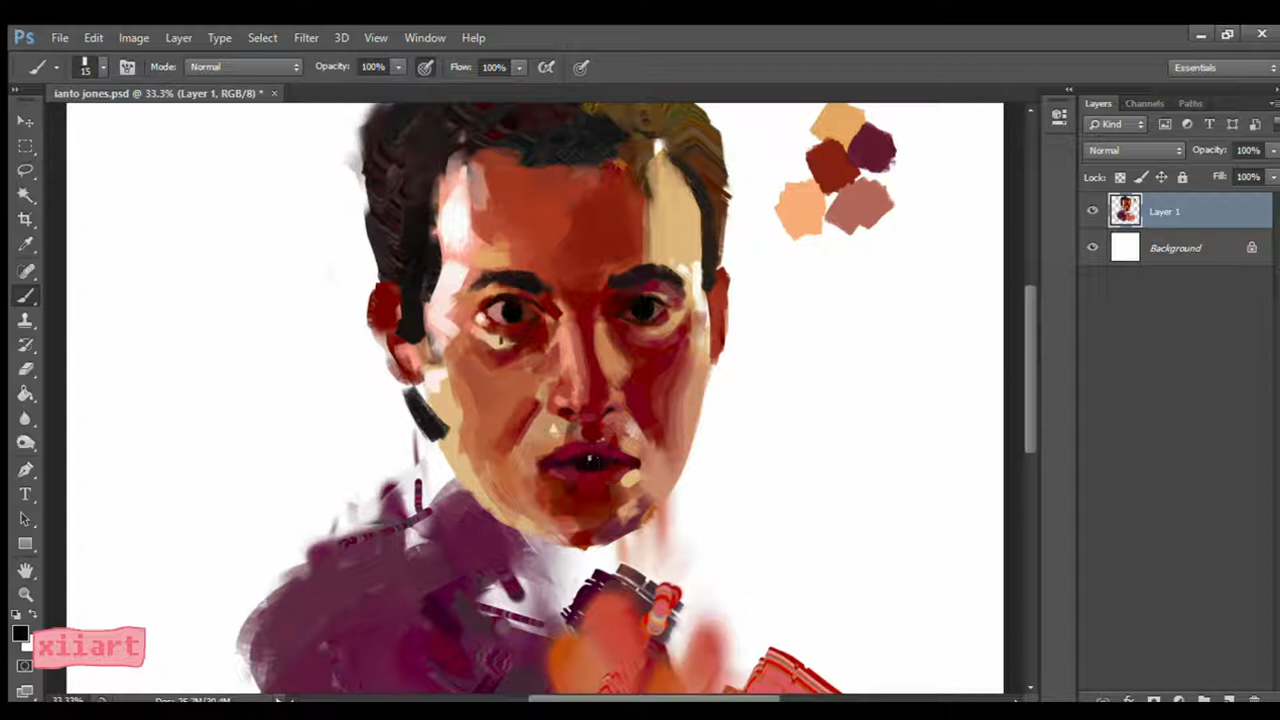 Ps File Edit Image Layer Type Select Filter 3D View Window Help
15 Mode: Normal Opacity: 100% Flow: 100% Essentials
ianto jones.psd @ 33.3% (Layer 1, RGB/8) * ×
Layers Channels Paths
Kind
Normal Opacity: 100%
Lock: Fill: 100%
Layer 1
Background
xiiart